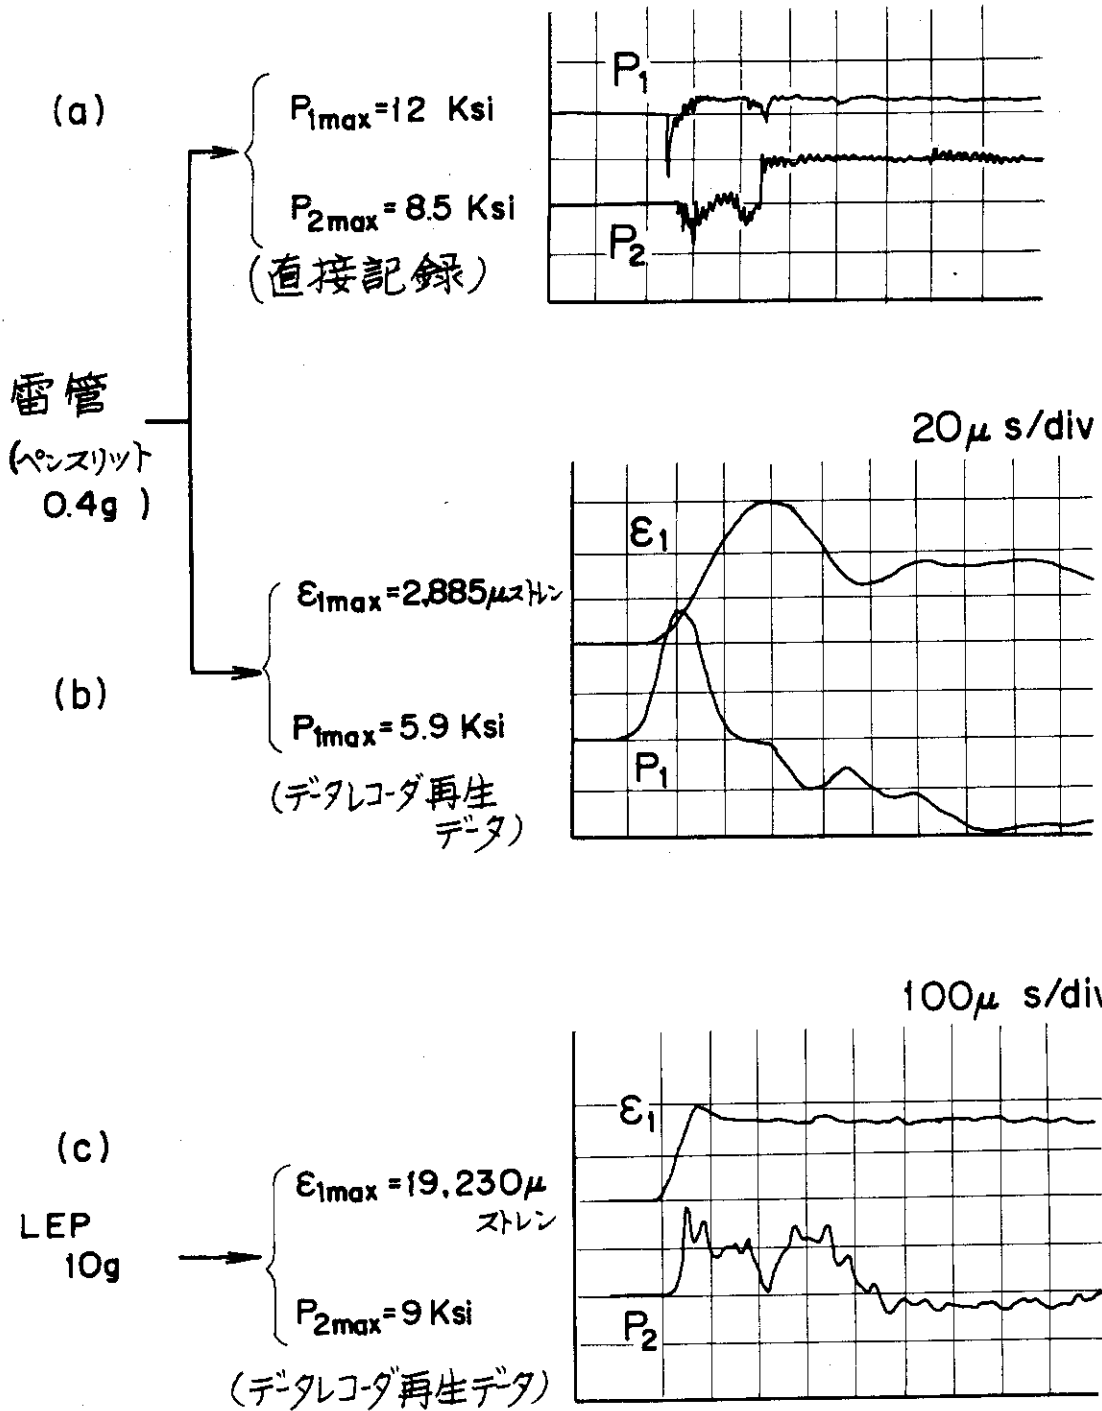 (a)
P1max=12 Ksi
P2max=8.5 Ksi
(直接記録)
P1
P2
雷管
(ペンスリット
0.4g )
20μ s/div
(b)
ε1max=2,885μストレン
P1max=5.9 Ksi
(データレコーダ再生
データ)
ε1
P1
100μ s/div
(c)
LEP
10g
ε1max=19,230μ
ストレン
P2max=9 Ksi
(データレコーダ再生データ)
ε1
P2